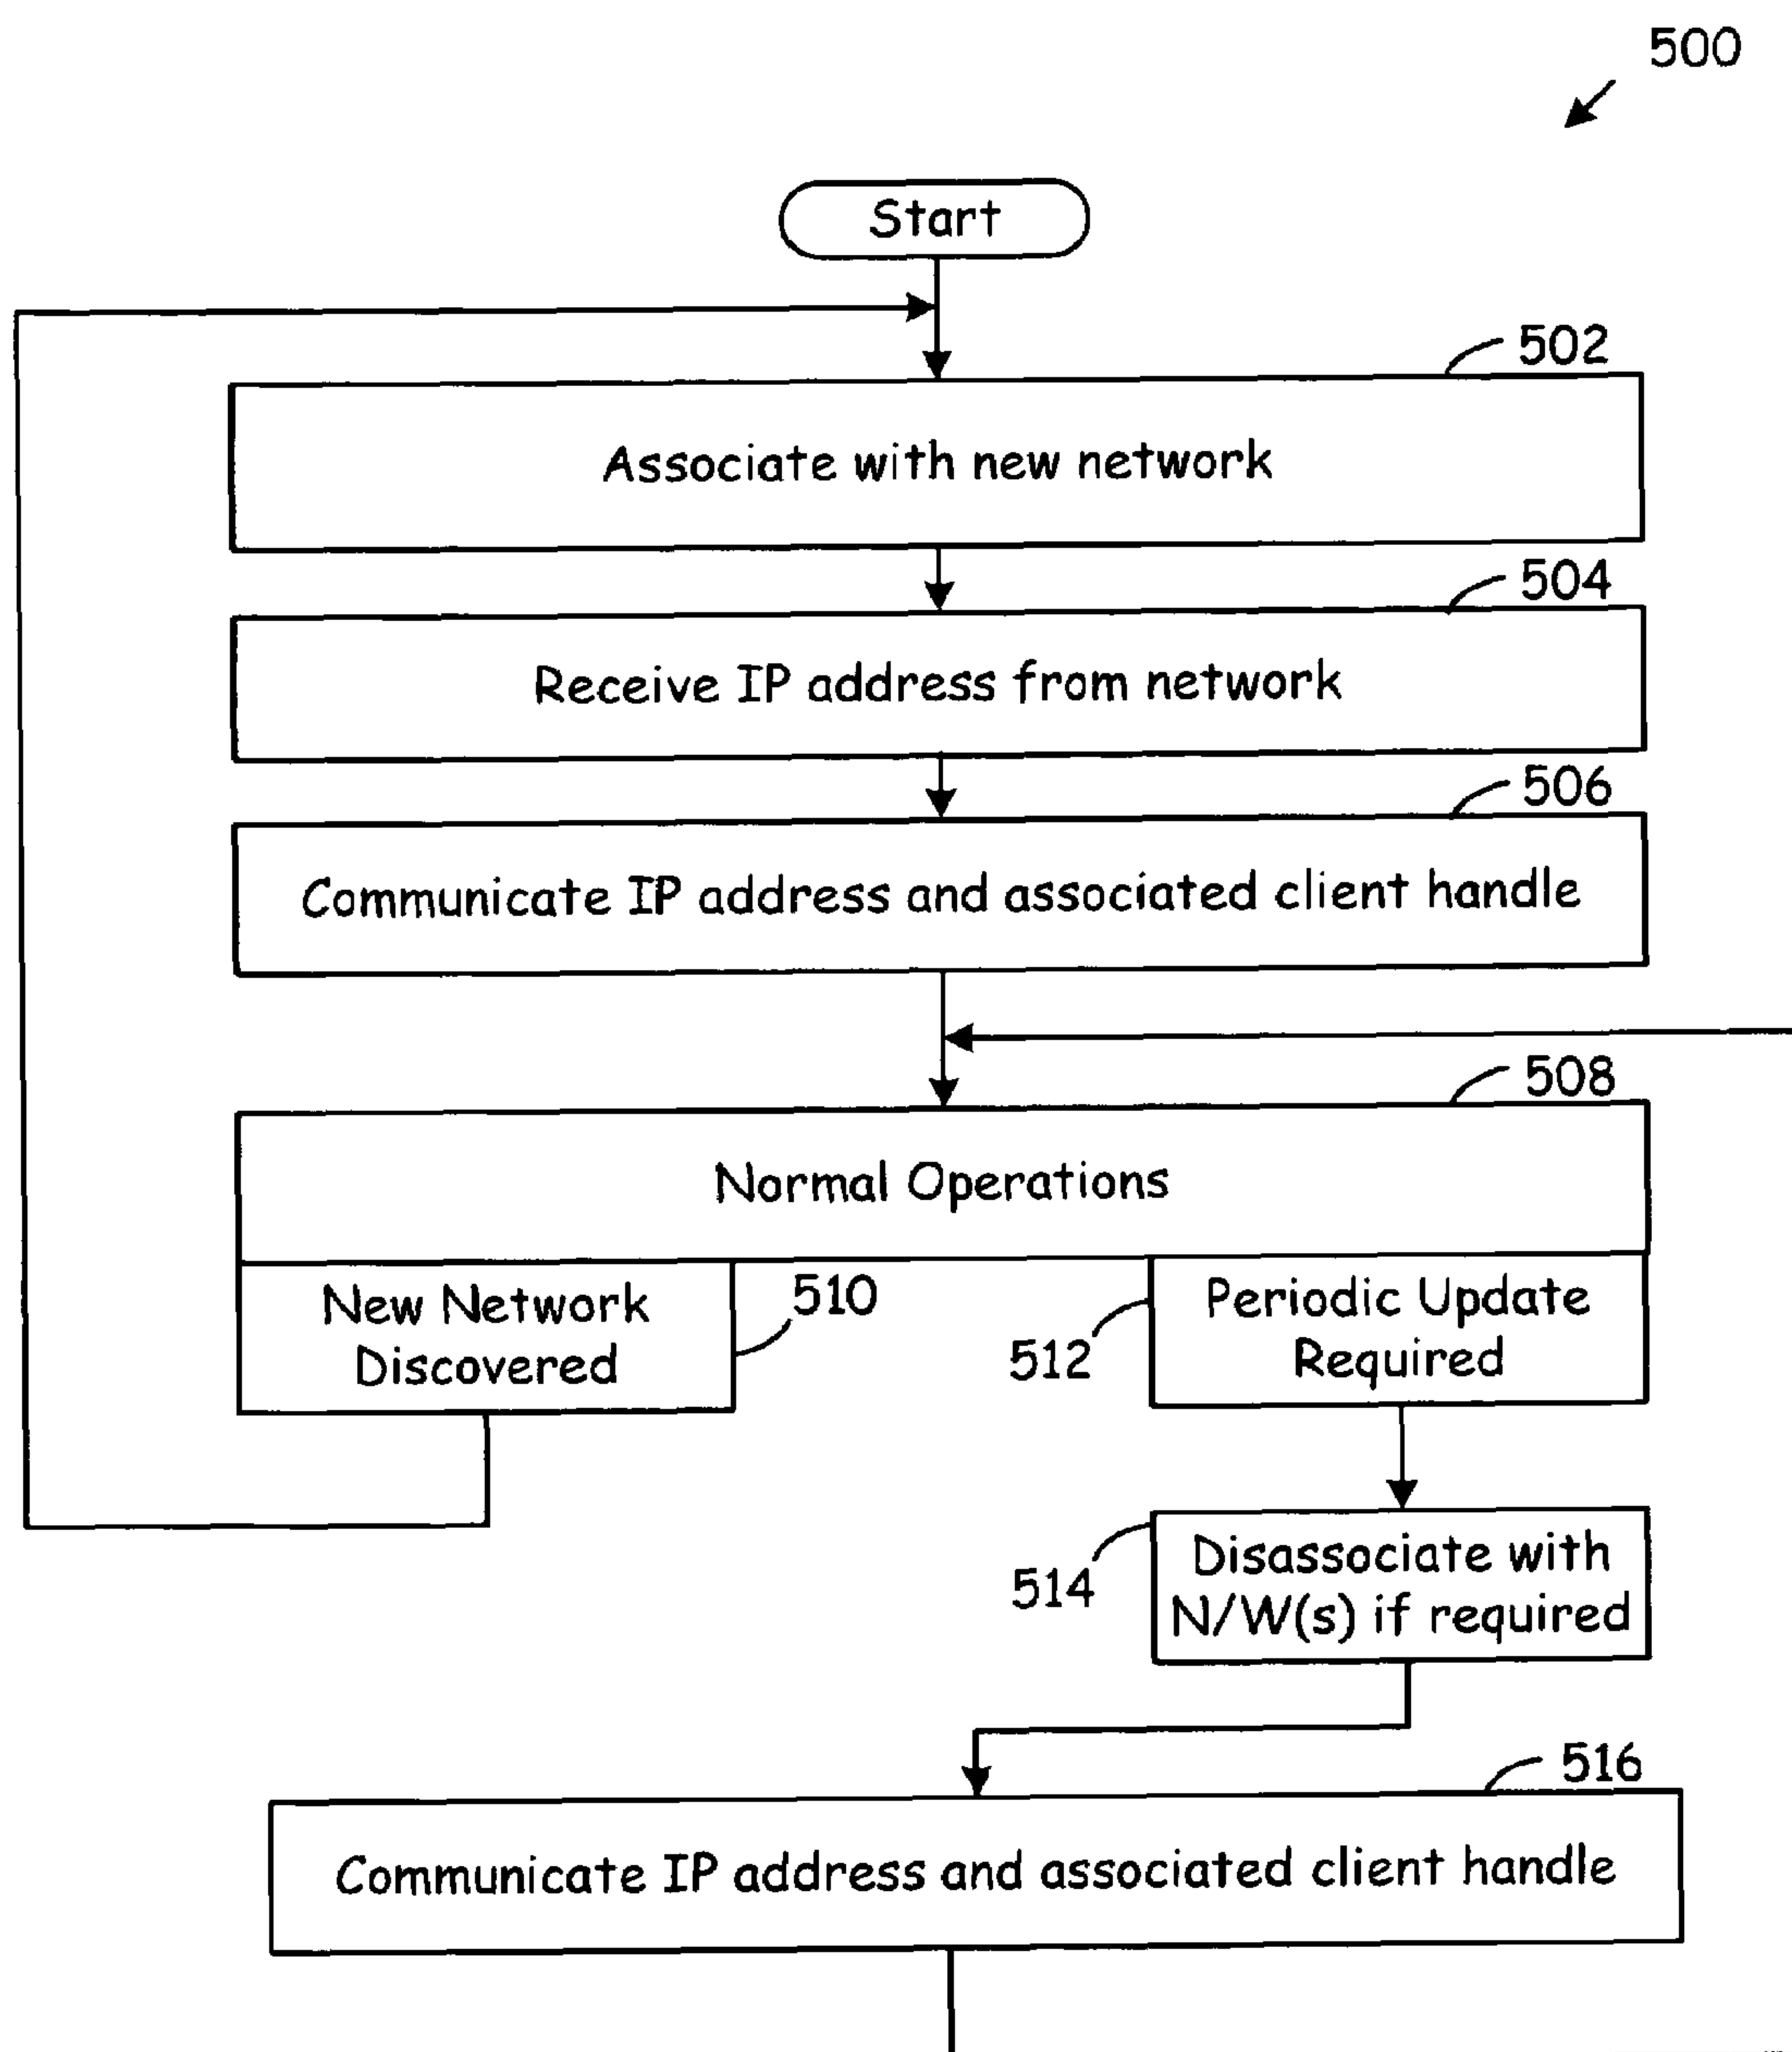 500
Start
502
Associate with new network
504
Receive IP address from network
506
Communicate IP address and associated client handle
508
Normal Operations
New Network
Discovered
510
512
Periodic Update
Required
514
Disassociate with
N/W(s) if required
516
Communicate IP address and associated client handle